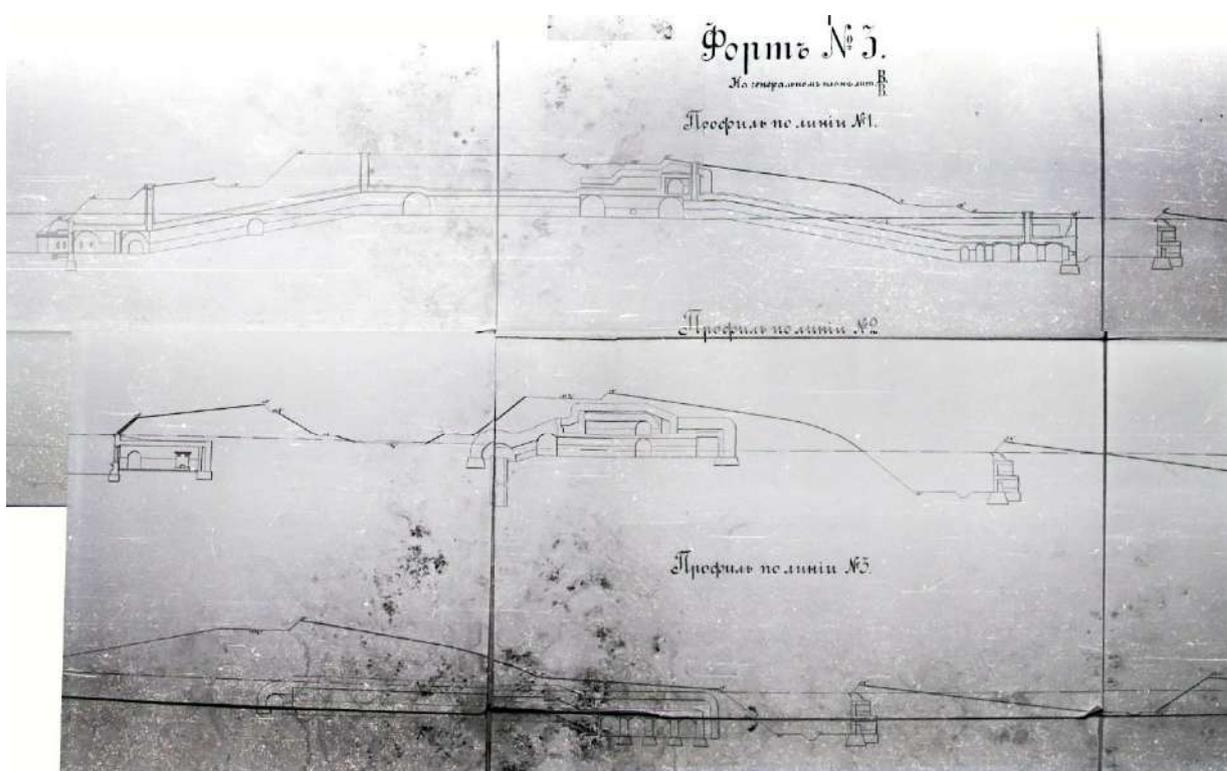 Фортъ № 3.
На генеральномъ планѣ лит. В/В.
Профиль по линіи №1.
Профиль по линіи №2
Профиль по линіи №3.